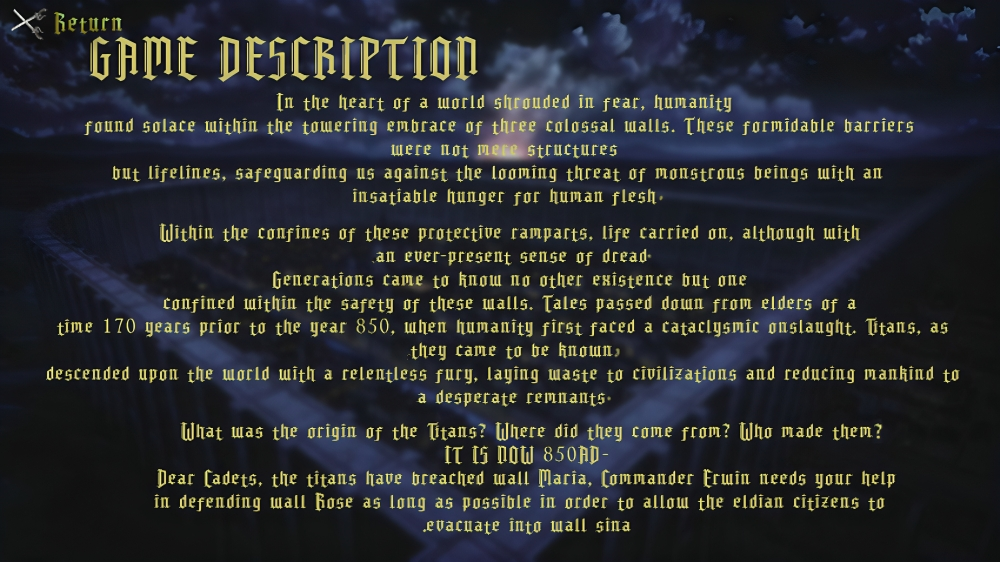 Return
GAME DESCRIPTION
In the heart of a world shrouded in fear, humanity
found solace within the towering embrace of three colossal walls. These formidable barriers
were not mere structures
but lifelines, safeguarding us against the looming threat of monstrous beings with an
insatiable hunger for human flesh.
Within the confines of these protective ramparts, life carried on, although with
.an ever-present sense of dread.
Generations came to know no other existence but one
confined within the safety of these walls. Tales passed down from elders of a
time 170 years prior to the year 850, when humanity first faced a cataclysmic onslaught. Titans, as
.they came to be known,
descended upon the world with a relentless fury, laying waste to civilizations and reducing mankind to
a desperate remnants.
What was the origin of the Titans? Where did they come from? Who made them?
IT IS NOW 850AD-
Dear Cadets, the titans have breached wall Maria, Commander Erwin needs your help
in defending wall Rose as long as possible in order to allow the eldian citizens to
.evacuate into wall sina